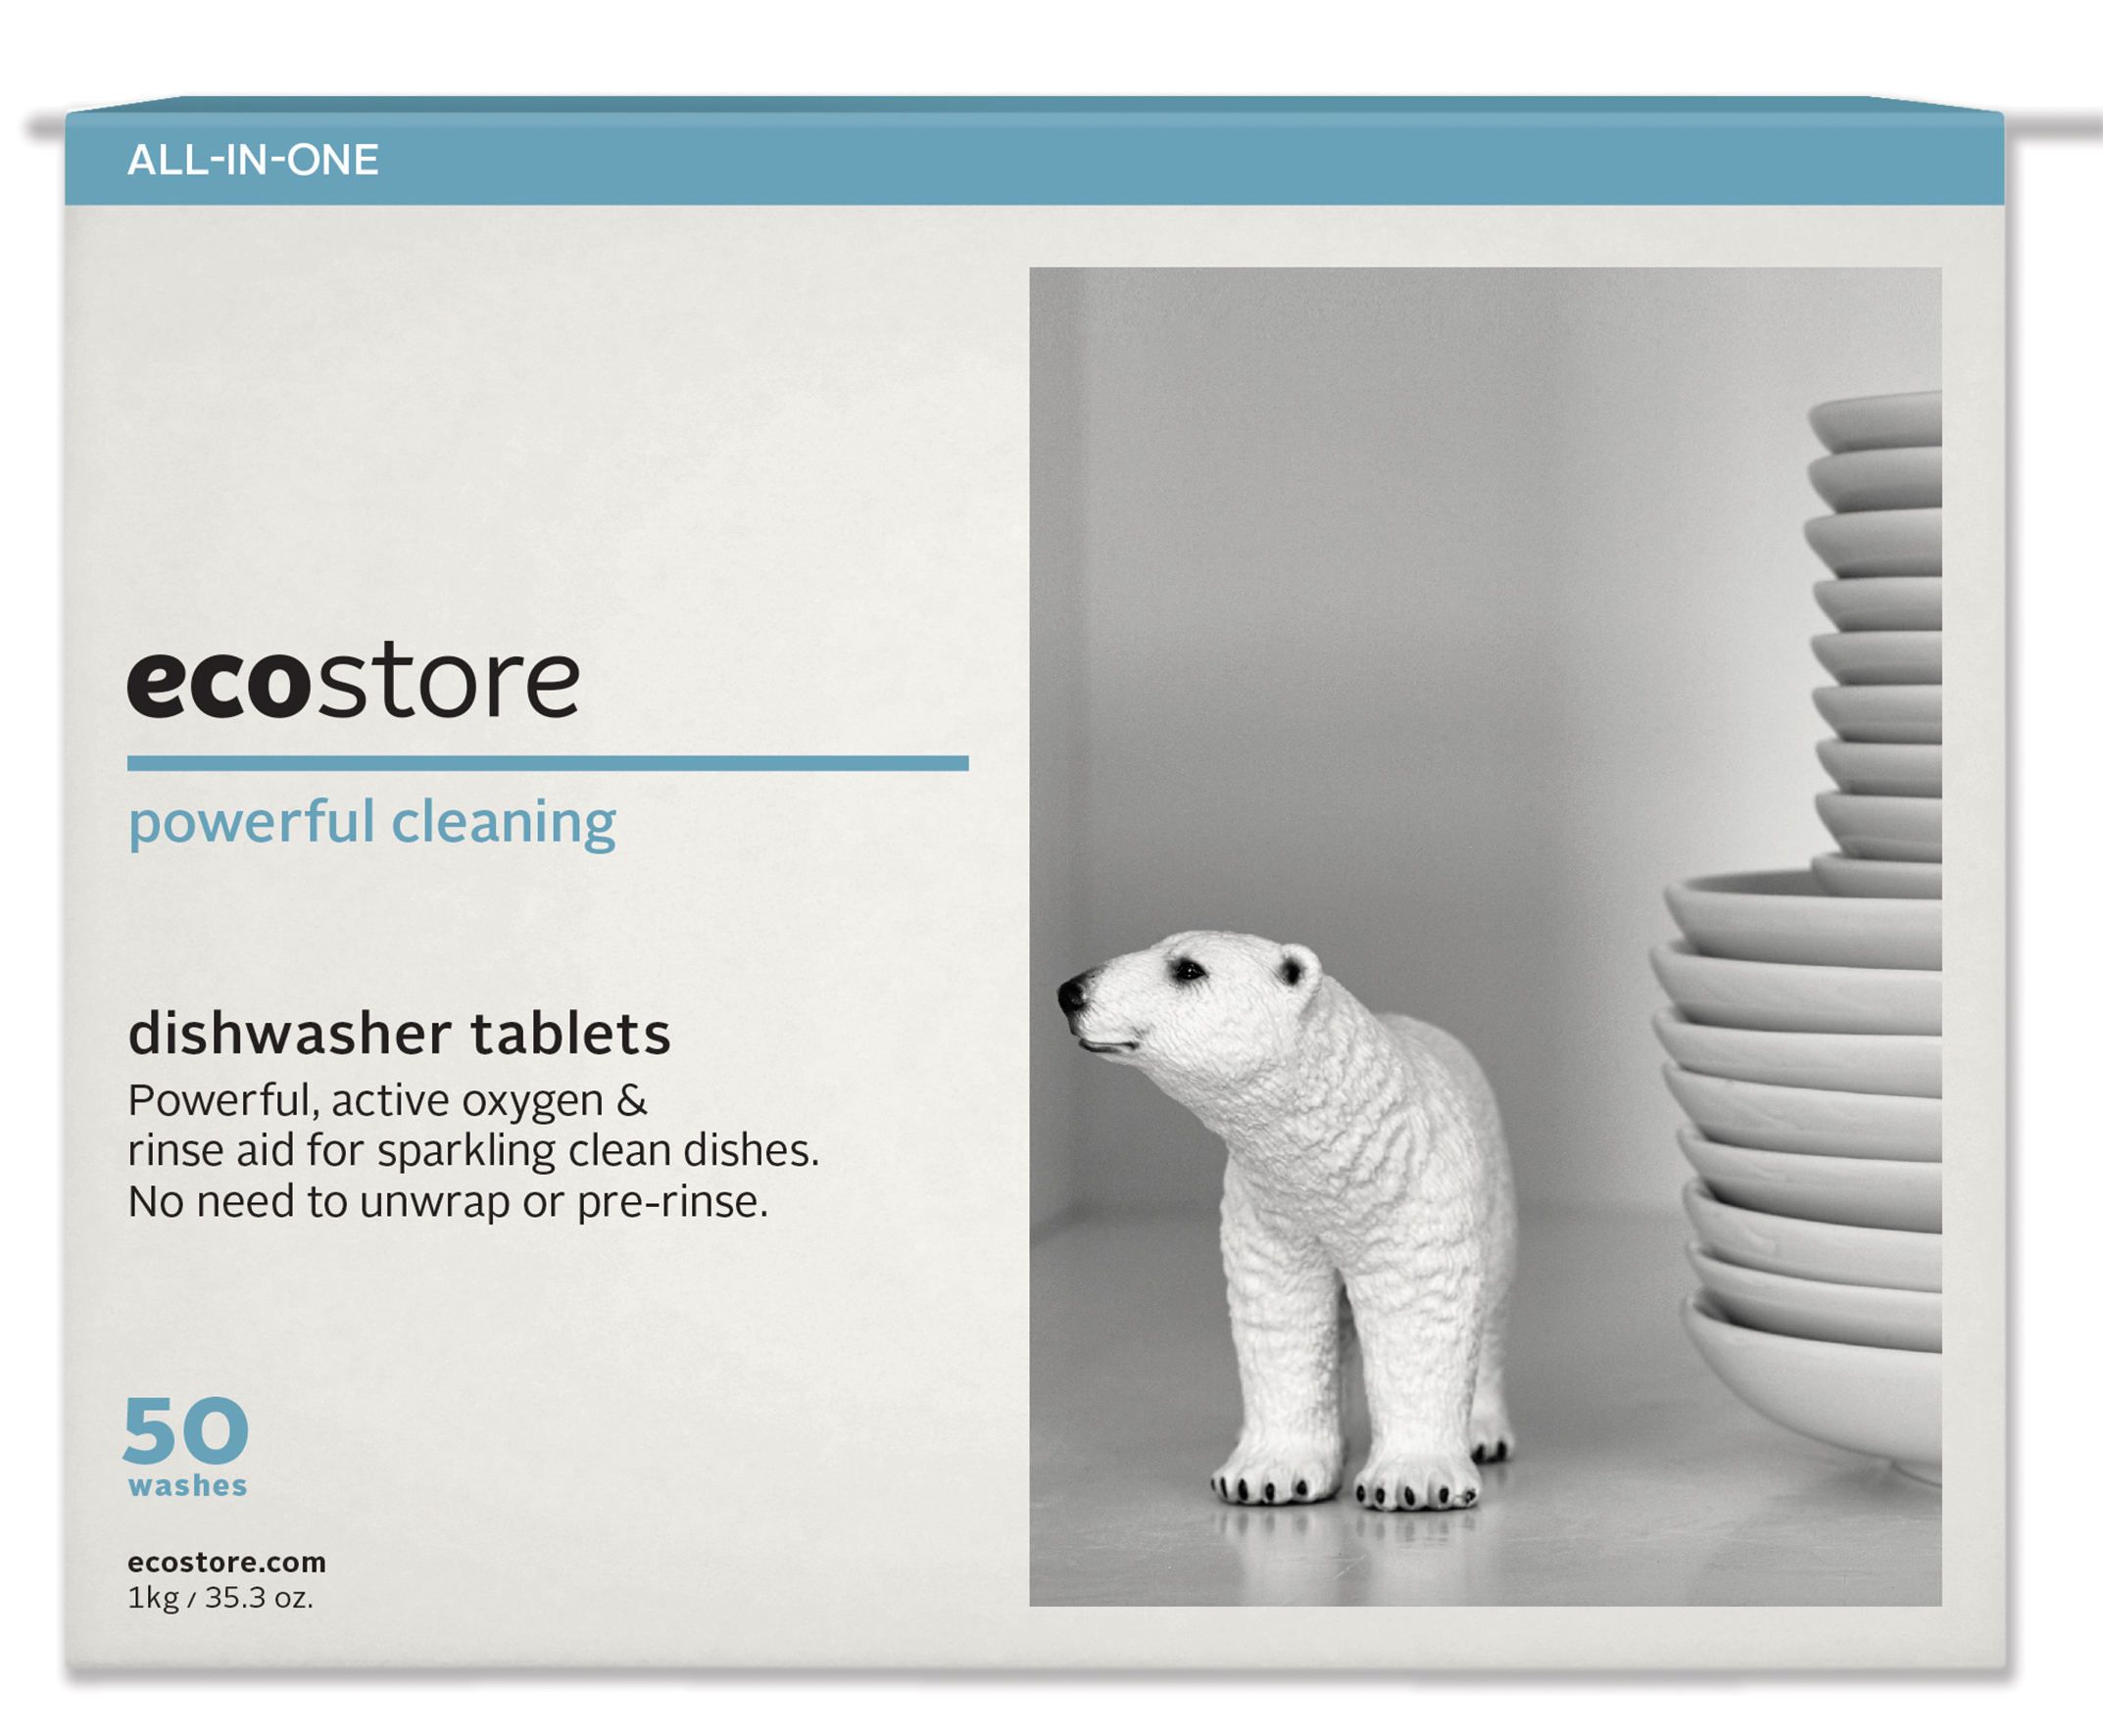 ALL-IN-ONE
ecostore
powerful cleaning
dishwasher tablets
Powerful, active oxygen &
rinse aid for sparkling clean dishes.
No need to unwrap or pre-rinse.
50
washes
ecostore.com
1kg / 35.3 oz.